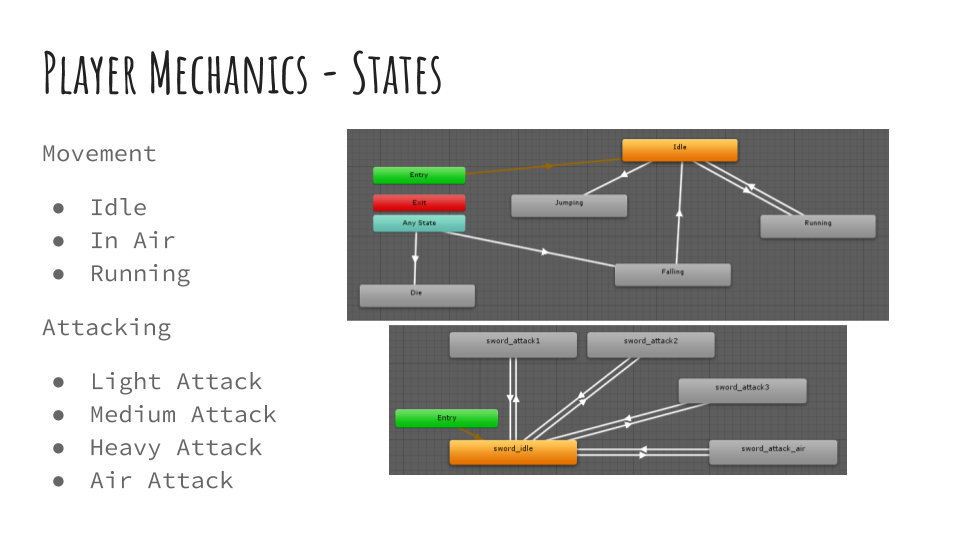 Player Mechanics - States
Movement
● Idle
● In Air
● Running
Attacking
● Light Attack
● Medium Attack
● Heavy Attack
● Air Attack
Idle
Entry
Exit
Jumping
Any State
Running
Falling
Die
sword_attack1
sword_attack2
sword_attack3
Entry
sword_idle
sword_attack_air